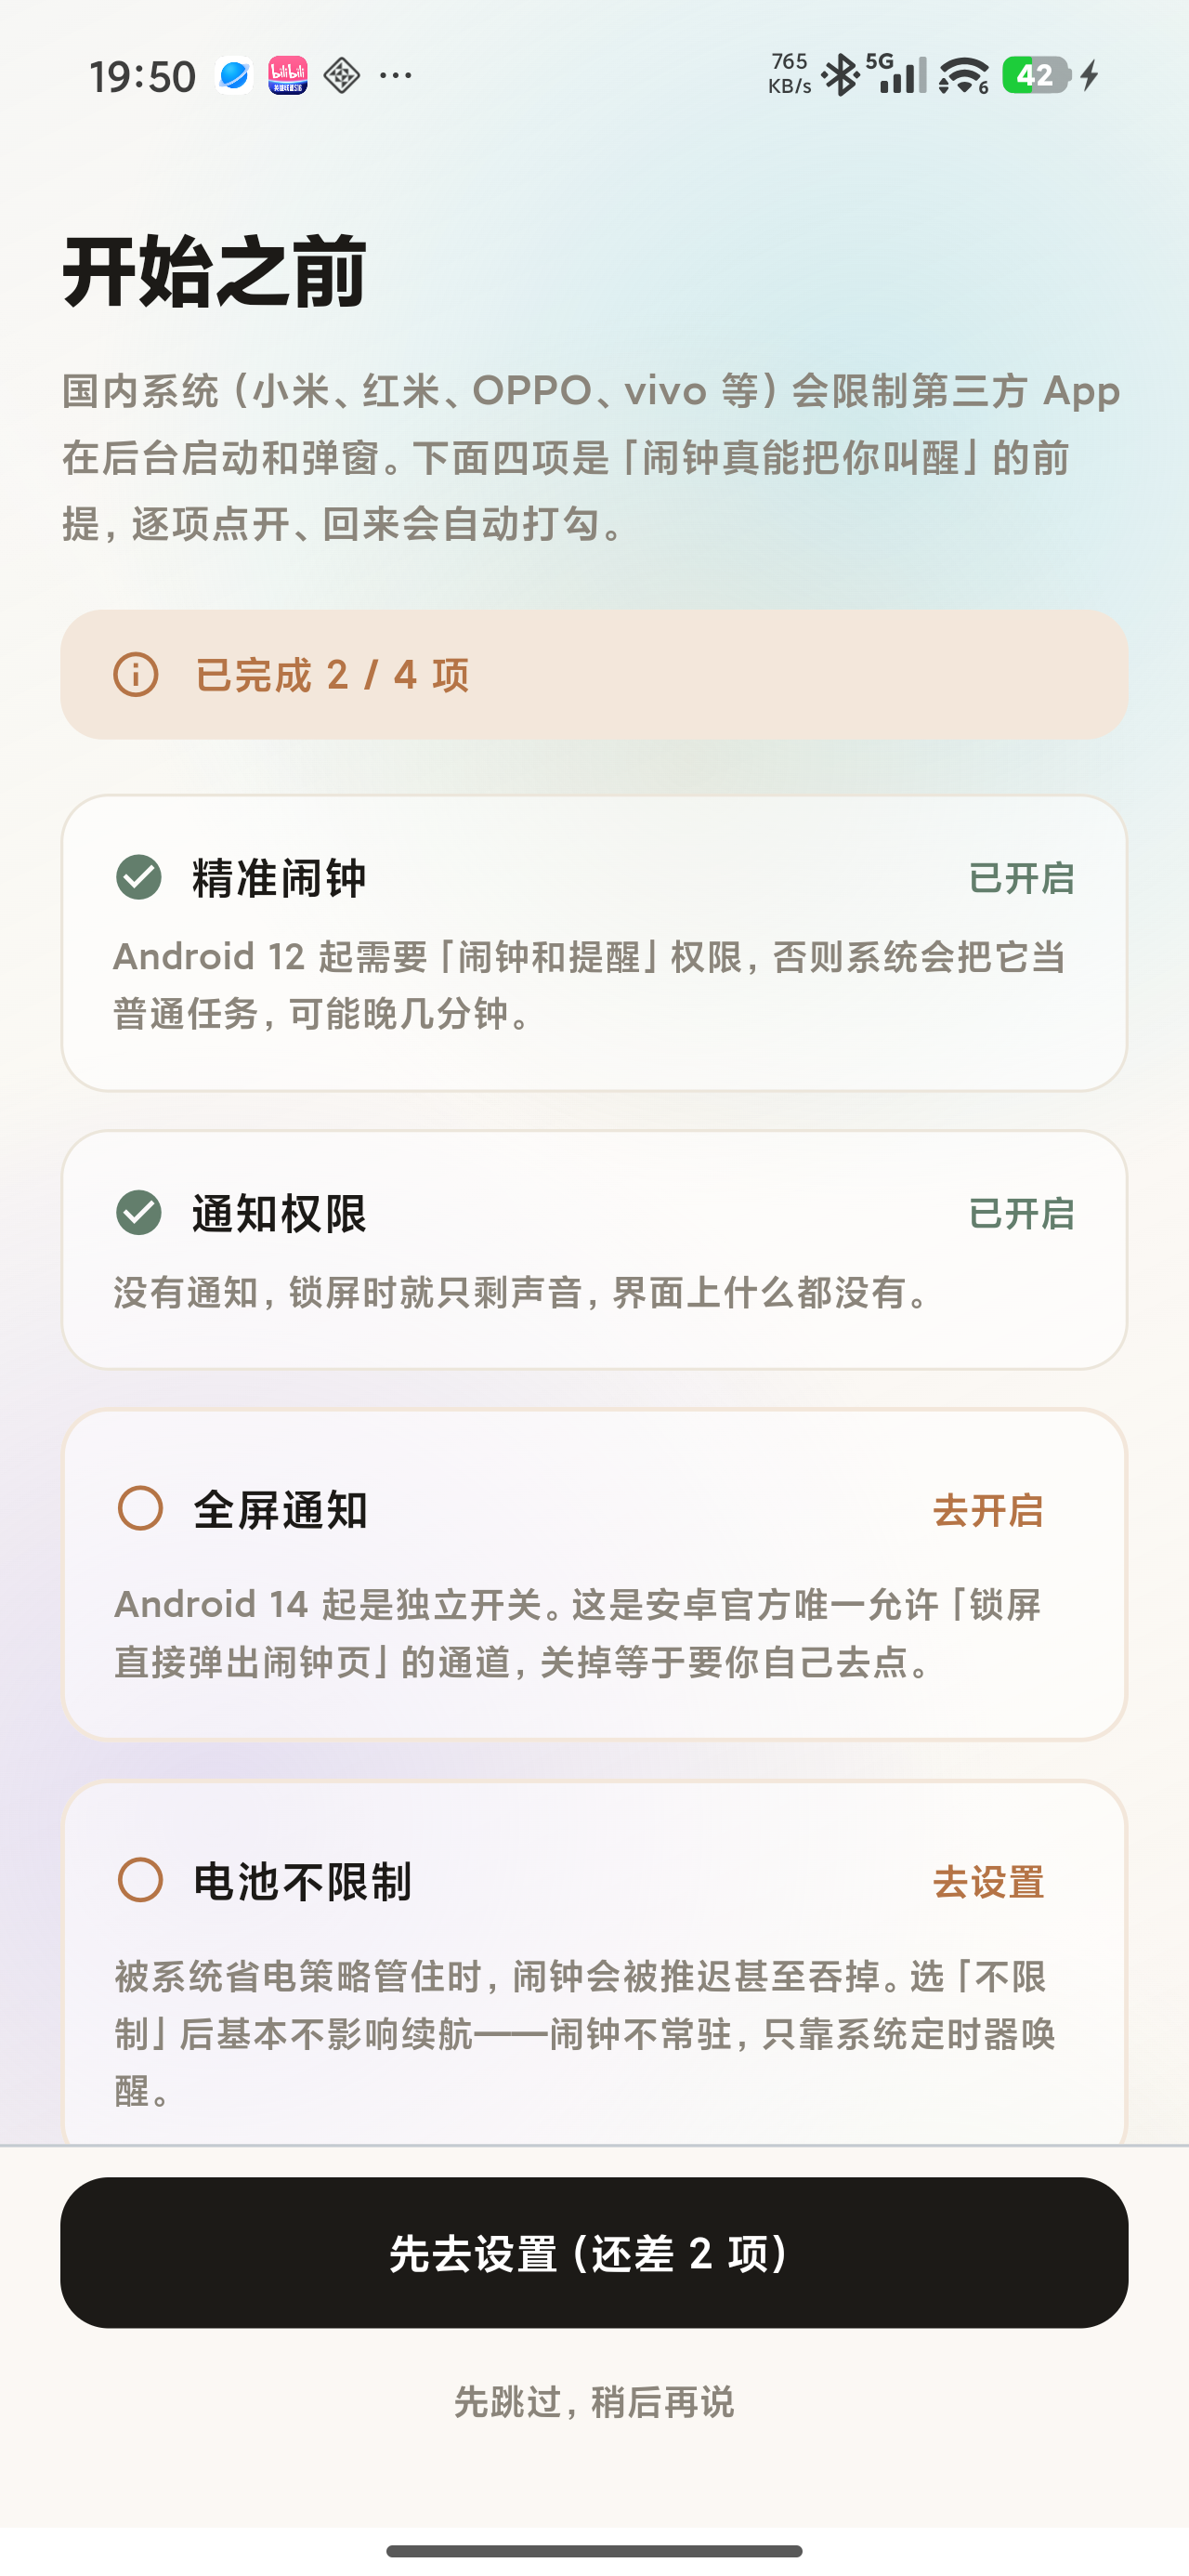 19:50
bilibili
...
765
KB/s
5G
6
42
开始之前
国内系统（小米、红米、OPPO、vivo 等）会限制第三方 App
在后台启动和弹窗。下面四项是「闹钟真能把你叫醒」的前
提，逐项点开、回来会自动打勾。
已完成 2 / 4 项
精准闹钟
已开启
Android 12 起需要「闹钟和提醒」权限，否则系统会把它当
普通任务，可能晚几分钟。
通知权限
已开启
没有通知，锁屏时就只剩声音，界面上什么都没有。
全屏通知
去开启
Android 14 起是独立开关。这是安卓官方唯一允许「锁屏
直接弹出闹钟页」的通道，关掉等于要你自己去点。
电池不限制
去设置
被系统省电策略管住时，闹钟会被推迟甚至吞掉。选「不限
制」后基本不影响续航——闹钟不常驻，只靠系统定时器唤
醒。
先去设置（还差 2 项）
先跳过，稍后再说